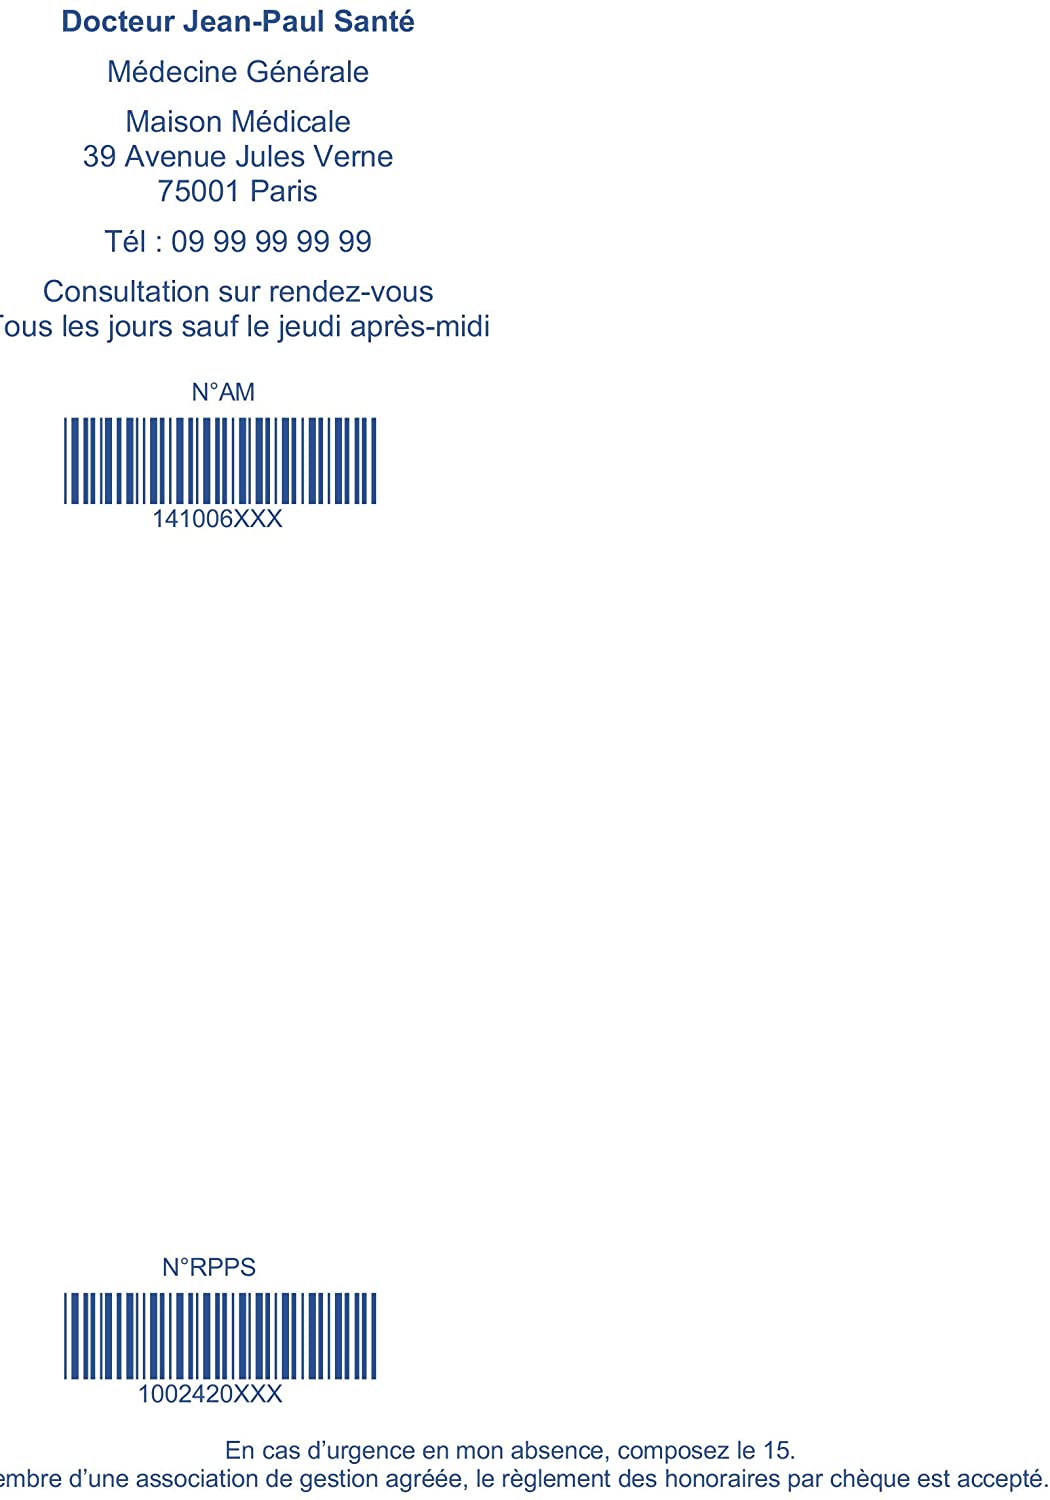 Docteur Jean-Paul Santé
Médecine Générale
Maison Médicale
39 Avenue Jules Verne
75001 Paris
Tél : 09 99 99 99 99
Consultation sur rendez-vous
Tous les jours sauf le jeudi après-midi
N°AM
141006XXX
N°RPPS
1002420XXX
En cas d’urgence en mon absence, composez le 15.
d’une association de gestion agréée, le règlement des honoraires par chèque est accepté.